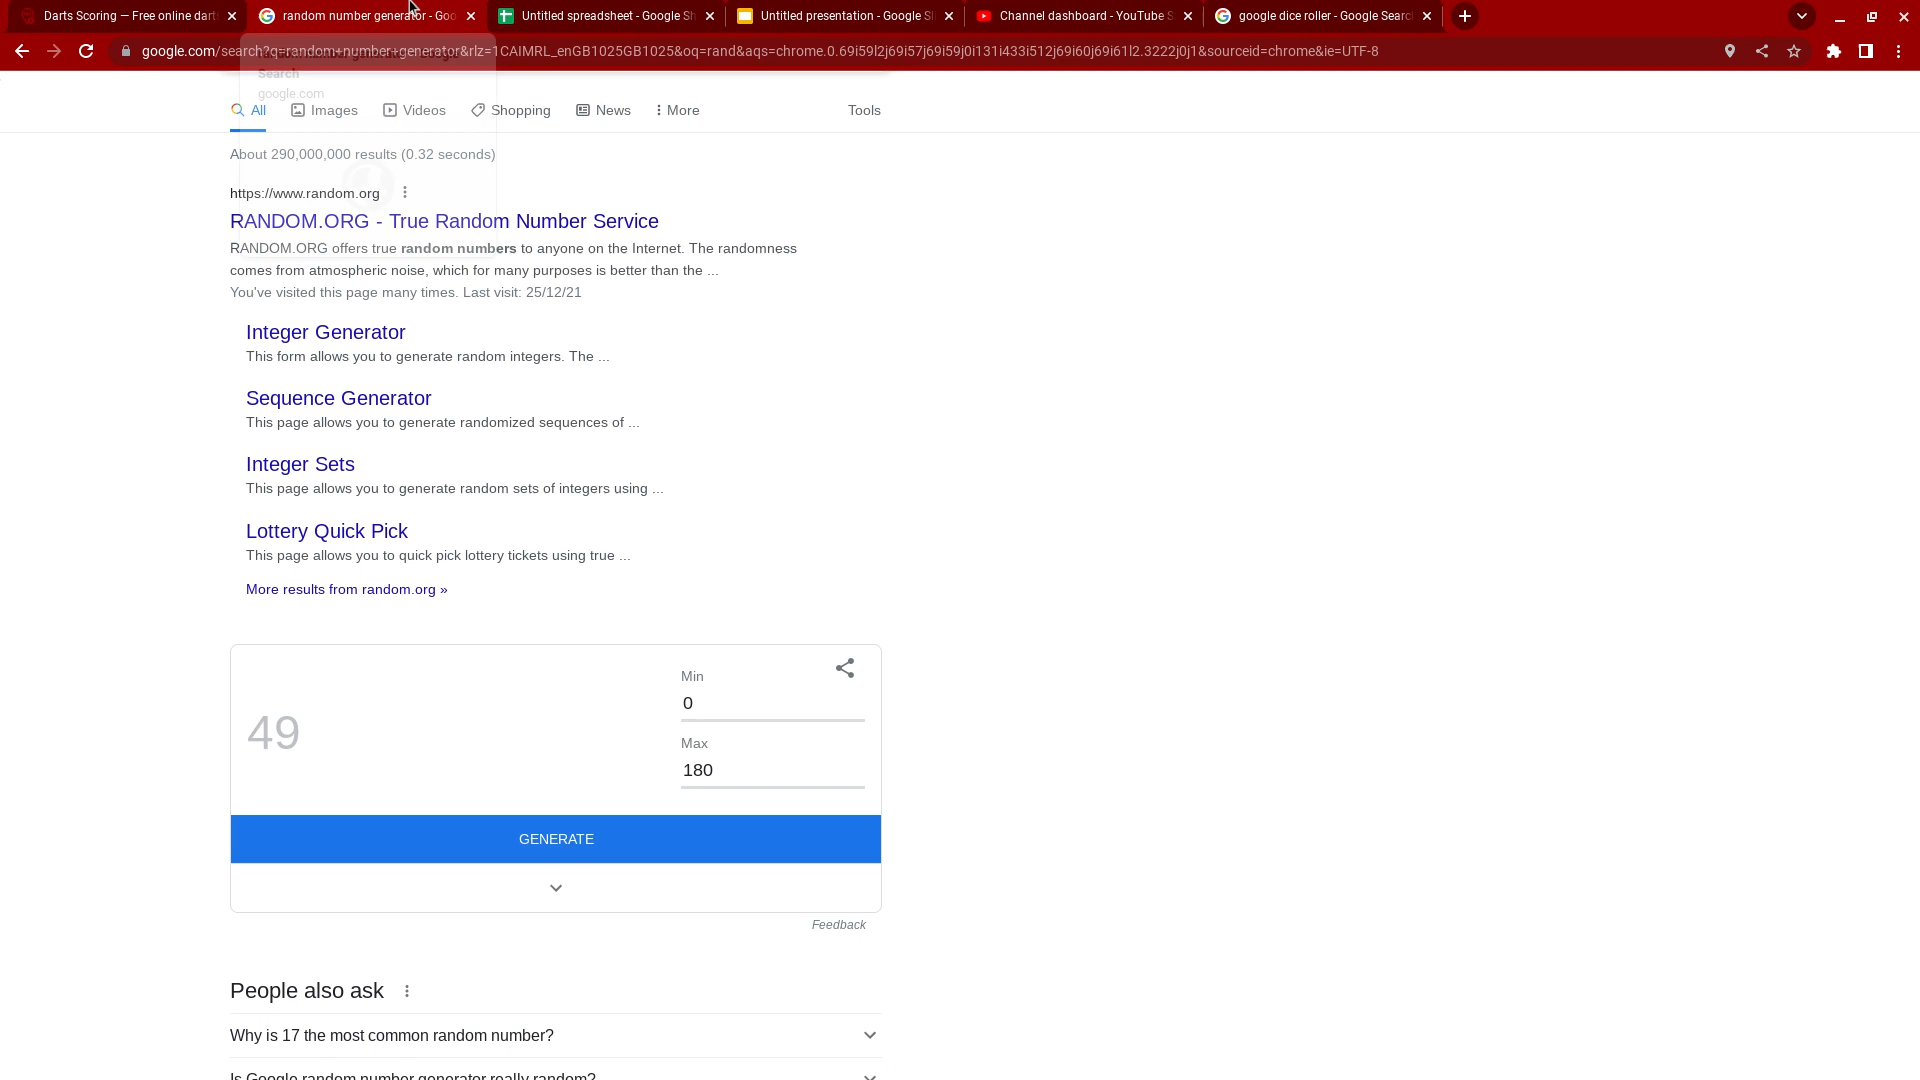 Darts Scoring — Free online dart
random number generator - Goo
Untitled spreadsheet - Google Sh
Untitled presentation - Google Sli
Channel dashboard - YouTube S
google dice roller - Google Search
google.com/search?q=random+number+generator&rlz=1CAIMRL_enGB1025GB1025&oq=rand&aqs=chrome.0.69i59l2j69i57j69i59j0i131i433i512j69i60j69i61l2.3222j0j1&sourceid=chrome&ie=UTF-8
Search
google.com
All
Images
Videos
Shopping
News
More
Tools
About 290,000,000 results (0.32 seconds)
https://www.random.org
RANDOM.ORG - True Random Number Service
RANDOM.ORG offers true random numbers to anyone on the Internet. The randomness
comes from atmospheric noise, which for many purposes is better than the ...
You've visited this page many times. Last visit: 25/12/21
Integer Generator
This form allows you to generate random integers. The ...
Sequence Generator
This page allows you to generate randomized sequences of ...
Integer Sets
This page allows you to generate random sets of integers using ...
Lottery Quick Pick
This page allows you to quick pick lottery tickets using true ...
More results from random.org »
49
Min
0
Max
180
GENERATE
Feedback
People also ask
Why is 17 the most common random number?
Is Google random number generator really random?